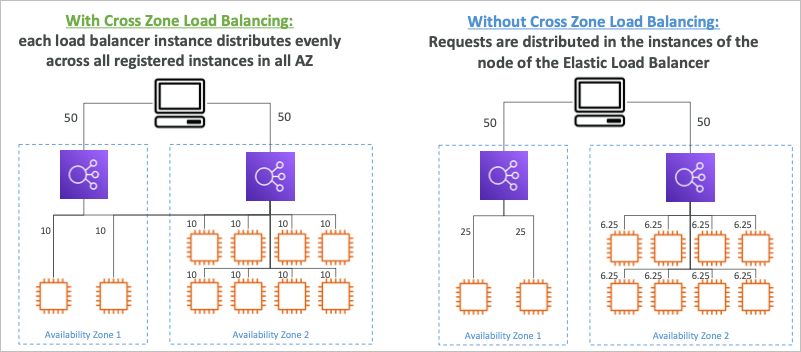 With Cross Zone Load Balancing:
each load balancer instance distributes evenly
across all registered instances in all AZ
50
50
10
10
10
10
10
10
10
10
10
10
Availability Zone 1
Availability Zone 2
Without Cross Zone Load Balancing:
Requests are distributed in the instances of the
node of the Elastic Load Balancer
50
50
25
25
6.25
6.25
6.25
6.25
6.25
6.25
6.25
6.25
Availability Zone 1
Availability Zone 2